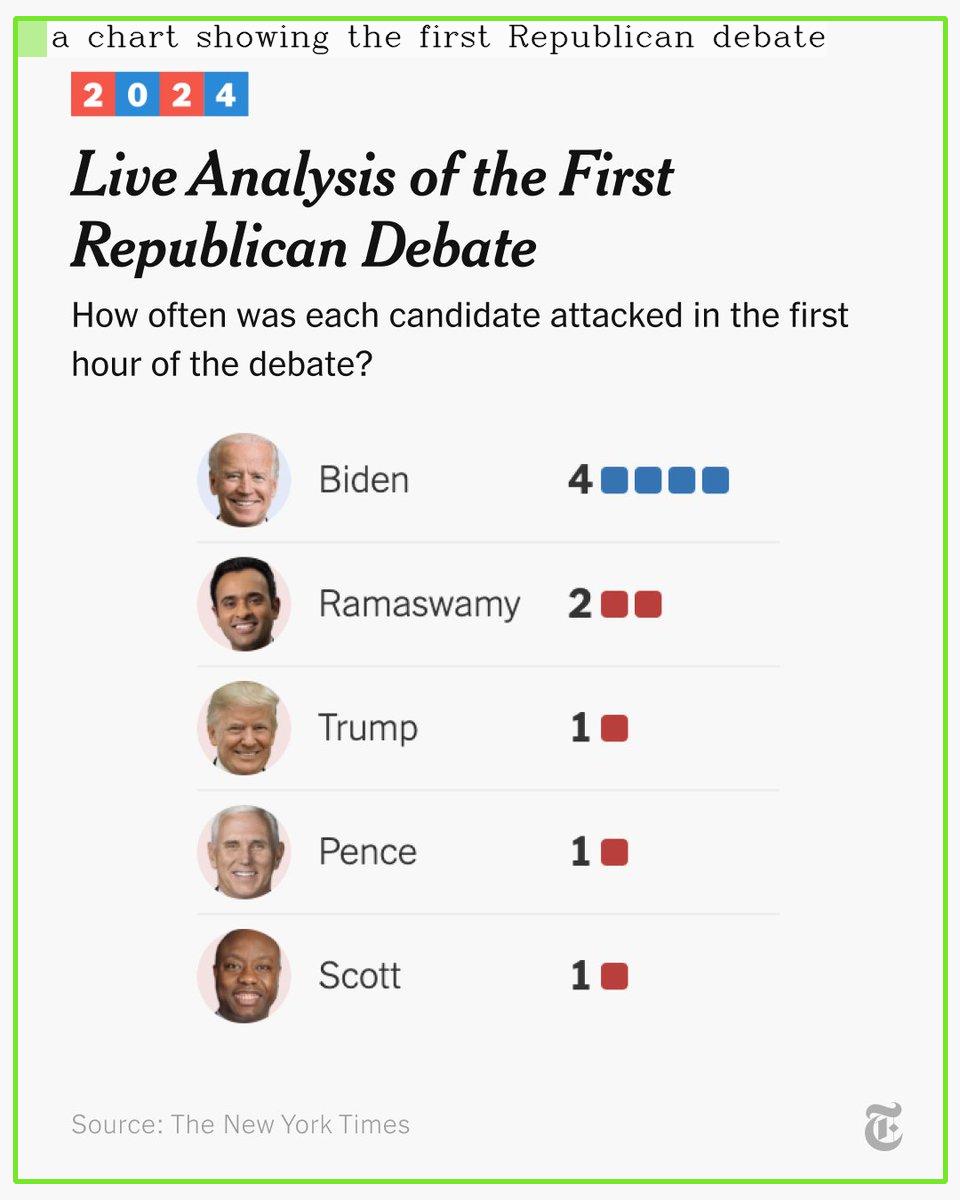 a chart showing the first Republican debate
2024
Live Analysis of the First
Republican Debate
How often was each candidate attacked in the first
hour of the debate?
Biden 4
Ramaswamy 2
Trump 1
Pence 1
Scott 1
Source: The New York Times
T